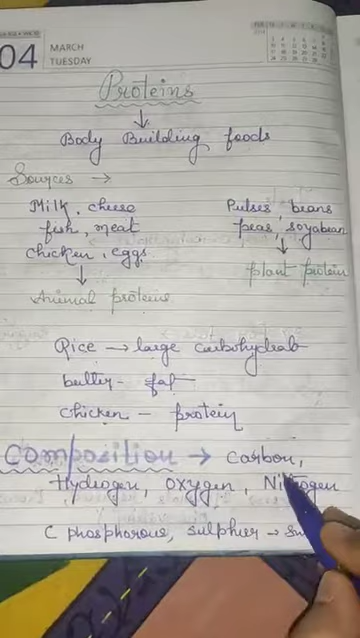 04
MARCH
TUESDAY
Proteins
Body Building foods
Sources →
Milk, cheese
fish, meat
chicken, eggs
Animal proteins
Pulses, beans
peas, soyabean
plant protein
Rice → large carbohydrab
butter - fat
chicken - protein
Composition → Carbon,
Hydrogen, oxygen, Nitrogen
C phosphorous, sulpher →